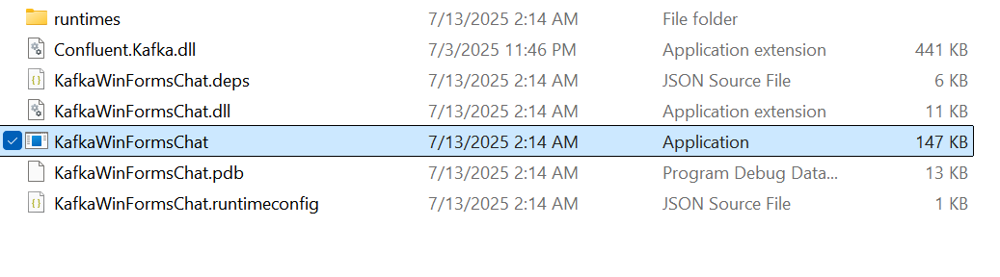 runtimes 7/13/2025 2:14 AM File folder
Confluent.Kafka.dll 7/3/2025 11:46 PM Application extension 441 KB
KafkaWinFormsChat.deps 7/13/2025 2:14 AM JSON Source File 6 KB
KafkaWinFormsChat.dll 7/13/2025 2:14 AM Application extension 11 KB
KafkaWinFormsChat 7/13/2025 2:14 AM Application 147 KB
KafkaWinFormsChat.pdb 7/13/2025 2:14 AM Program Debug Data... 13 KB
KafkaWinFormsChat.runtimeconfig 7/13/2025 2:14 AM JSON Source File 1 KB